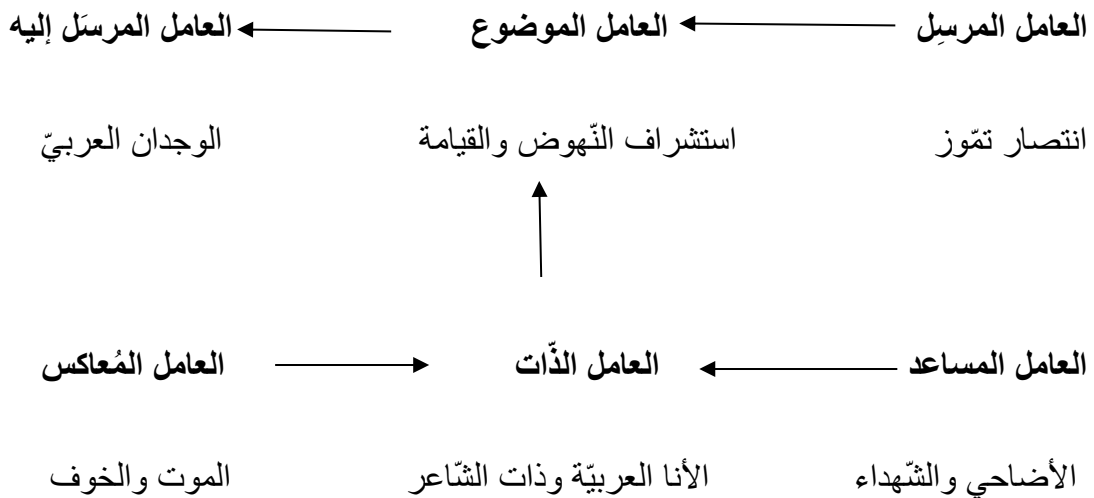 العامل المرسِل العامل الموضوع العامل المرسَل إليه
انتصار تمّوز استشراف النّهوض والقيامة الوجدان العربيّ
العامل المساعد العامل الذّات العامل المُعاكس
الأضاحي والشّهداء الأنا العربيّة وذات الشّاعر الموت والخوف